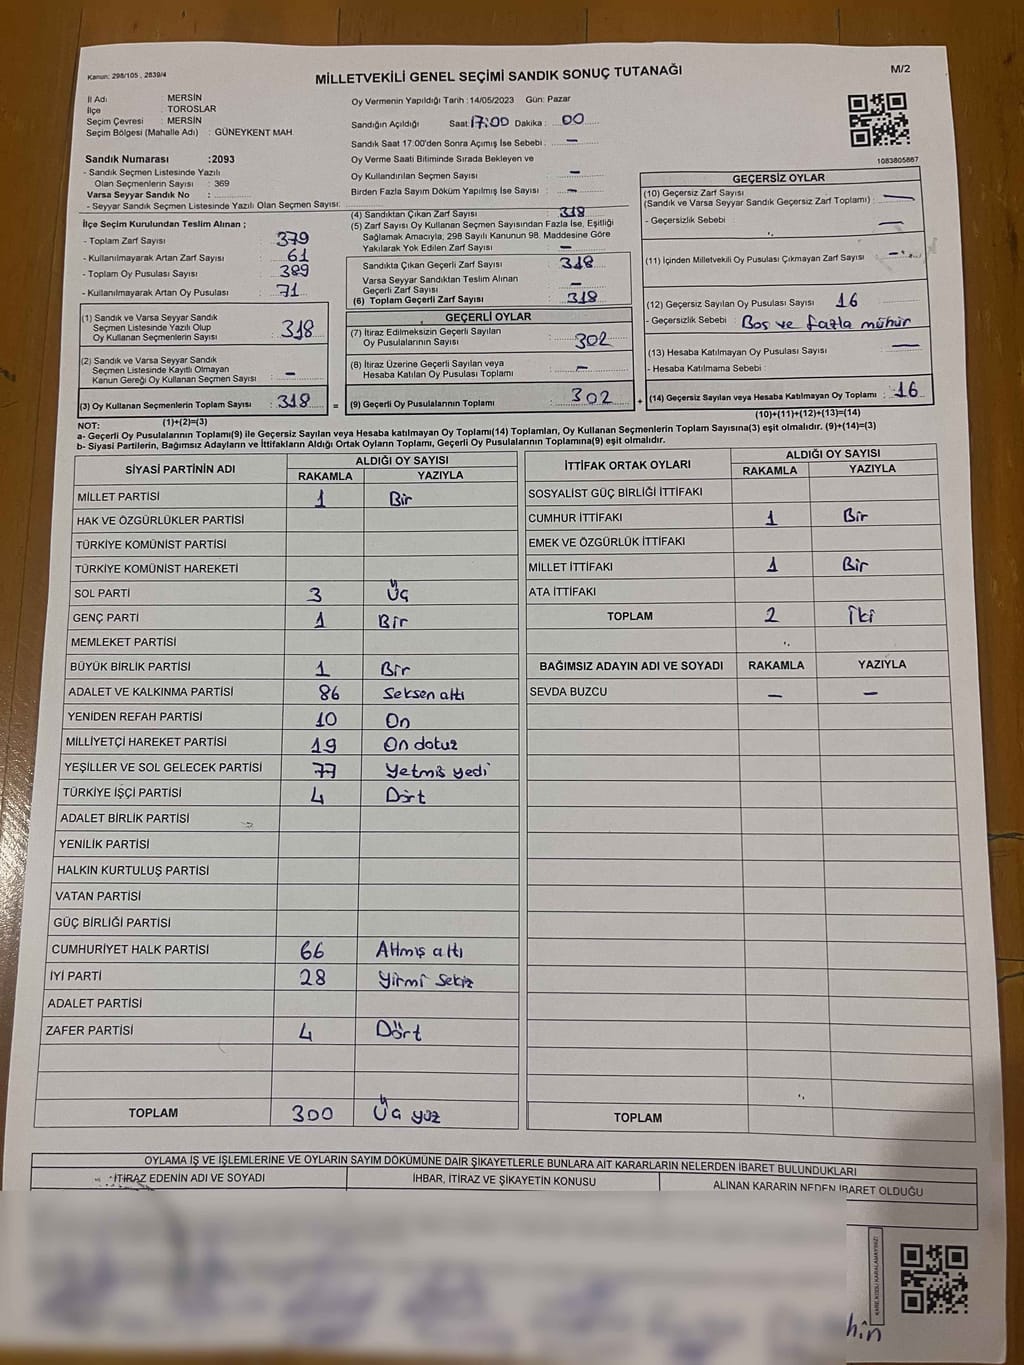 Kanun: 298/105 , 2839/4
MİLLETVEKİLİ GENEL SEÇİMİ SANDIK SONUÇ TUTANAĞI
M/2
İl Adı : MERSİN
İlçe : TOROSLAR
Seçim Çevresi : MERSİN
Seçim Bölgesi (Mahalle Adı) : GÜNEYKENT MAH.
Sandık Numarası :2093
- Sandık Seçmen Listesinde Yazılı
Olan Seçmenlerin Sayısı : 369
Varsa Seyyar Sandık No :
- Seyyar Sandık Seçmen Listesinde Yazılı Olan Seçmen Sayısı:
Oy Vermenin Yapıldığı Tarih :14/05/2023 Gün: Pazar
Sandığın Açıldığı Saat: 17:00 Dakika : 00
Sandık Saat 17:00'den Sonra Açımış İse Sebebi : —
Oy Verme Saati Bitiminde Sırada Bekleyen ve
Oy Kullandırılan Seçmen Sayısı —
Birden Fazla Sayım Döküm Yapılmış İse Sayısı : —
1083805867
İlçe Seçim Kurulundan Teslim Alınan ;
- Toplam Zarf Sayısı : 379
- Kullanılmayarak Artan Zarf Sayısı : 61
- Toplam Oy Pusulası Sayısı : 389
- Kullanılmayarak Artan Oy Pusulası : 71
(1) Sandık ve Varsa Seyyar Sandık
Seçmen Listesinde Yazılı Olup
Oy Kullanan Seçmenlerin Sayısı : 318
(2) Sandık ve Varsa Seyyar Sandık
Seçmen Listesinde Kayıtlı Olmayan
Kanun Gereği Oy Kullanan Seçmen Sayısı : —
(3) Oy Kullanan Seçmenlerin Toplam Sayısı : 318
(1)+(2)=(3)
(4) Sandıktan Çıkan Zarf Sayısı : 318
(5) Zarf Sayısı Oy Kullanan Seçmen Sayısından Fazla İse, Eşitliği
Sağlamak Amacıyla, 298 Sayılı Kanunun 98. Maddesine Göre
Yakılarak Yok Edilen Zarf Sayısı : —
Sandıkta Çıkan Geçerli Zarf Sayısı : 318
Varsa Seyyar Sandıktan Teslim Alınan
Geçerli Zarf Sayısı : —
(6) Toplam Geçerli Zarf Sayısı : 318
GEÇERLİ OYLAR
(7) İtiraz Edilmeksizin Geçerli Sayılan
Oy Pusulalarının Sayısı : 302
(8) İtiraz Üzerine Geçerli Sayılan veya
Hesaba Katılan Oy Pusulası Toplamı : —
= (9) Geçerli Oy Pusulalarının Toplamı : 302 +
GEÇERSİZ OYLAR
(10) Geçersiz Zarf Sayısı
(Sandık ve Varsa Seyyar Sandık Geçersiz Zarf Toplamı) : —
- Geçersizlik Sebebi : —
(11) İçinden Milletvekili Oy Pusulası Çıkmayan Zarf Sayısı : —
(12) Geçersiz Sayılan Oy Pusulası Sayısı : 16
- Geçersizlik Sebebi : Boş ve fazla mühür
(13) Hesaba Katılmayan Oy Pusulası Sayısı : —
- Hesaba Katılmama Sebebi :
(14) Geçersiz Sayılan veya Hesaba Katılmayan Oy Toplamı : 16
(10)+(11)+(12)+(13)=(14)
NOT:
a- Geçerli Oy Pusulalarının Toplamı(9) ile Geçersiz Sayılan veya Hesaba katılmayan Oy Toplamı(14) Toplamları, Oy Kullanan Seçmenlerin Toplam Sayısına(3) eşit olmalıdır. (9)+(14)=(3)
b- Siyasi Partilerin, Bağımsız Adayların ve İttifakların Aldığı Ortak Oyların Toplamı, Geçerli Oy Pusulalarının Toplamına(9) eşit olmalıdır.
SİYASİ PARTİNİN ADI ALDIĞI OY SAYISI
RAKAMLA YAZIYLA
MİLLET PARTİSİ 1 Bir
HAK VE ÖZGÜRLÜKLER PARTİSİ
TÜRKİYE KOMÜNİST PARTİSİ
TÜRKİYE KOMÜNİST HAREKETİ
SOL PARTİ 3 Üç
GENÇ PARTİ 1 Bir
MEMLEKET PARTİSİ
BÜYÜK BİRLİK PARTİSİ 1 Bir
ADALET VE KALKINMA PARTİSİ 86 Seksen altı
YENİDEN REFAH PARTİSİ 10 On
MİLLİYETÇİ HAREKET PARTİSİ 19 On dokuz
YEŞİLLER VE SOL GELECEK PARTİSİ 77 Yetmiş yedi
TÜRKİYE İŞÇİ PARTİSİ 4 Dört
ADALET BİRLİK PARTİSİ
YENİLİK PARTİSİ
HALKIN KURTULUŞ PARTİSİ
VATAN PARTİSİ
GÜÇ BİRLİĞİ PARTİSİ
CUMHURİYET HALK PARTİSİ 66 Altmış altı
İYİ PARTİ 28 Yirmi sekiz
ADALET PARTİSİ
ZAFER PARTİSİ 4 Dört
TOPLAM 300 Üç yüz
İTTİFAK ORTAK OYLARI ALDIĞI OY SAYISI
RAKAMLA YAZIYLA
SOSYALİST GÜÇ BİRLİĞİ İTTİFAKI
CUMHUR İTTİFAKI 1 Bir
EMEK VE ÖZGÜRLÜK İTTİFAKI
MİLLET İTTİFAKI 1 Bir
ATA İTTİFAKI
TOPLAM 2 İki
BAĞIMSIZ ADAYIN ADI VE SOYADI RAKAMLA YAZIYLA
SEVDA BUZCU — —
TOPLAM
OYLAMA İŞ VE İŞLEMLERİNE VE OYLARIN SAYIM DÖKÜMÜNE DAİR ŞİKAYETLERLE BUNLARA AİT KARARLARIN NELERDEN İBARET BULUNDUKLARI
İTİRAZ EDENİN ADI VE SOYADI İHBAR, İTİRAZ VE ŞİKAYETİN KONUSU ALINAN KARARIN NEDEN İBARET OLDUĞU
KARE KODU KARALAMAYINIZ!